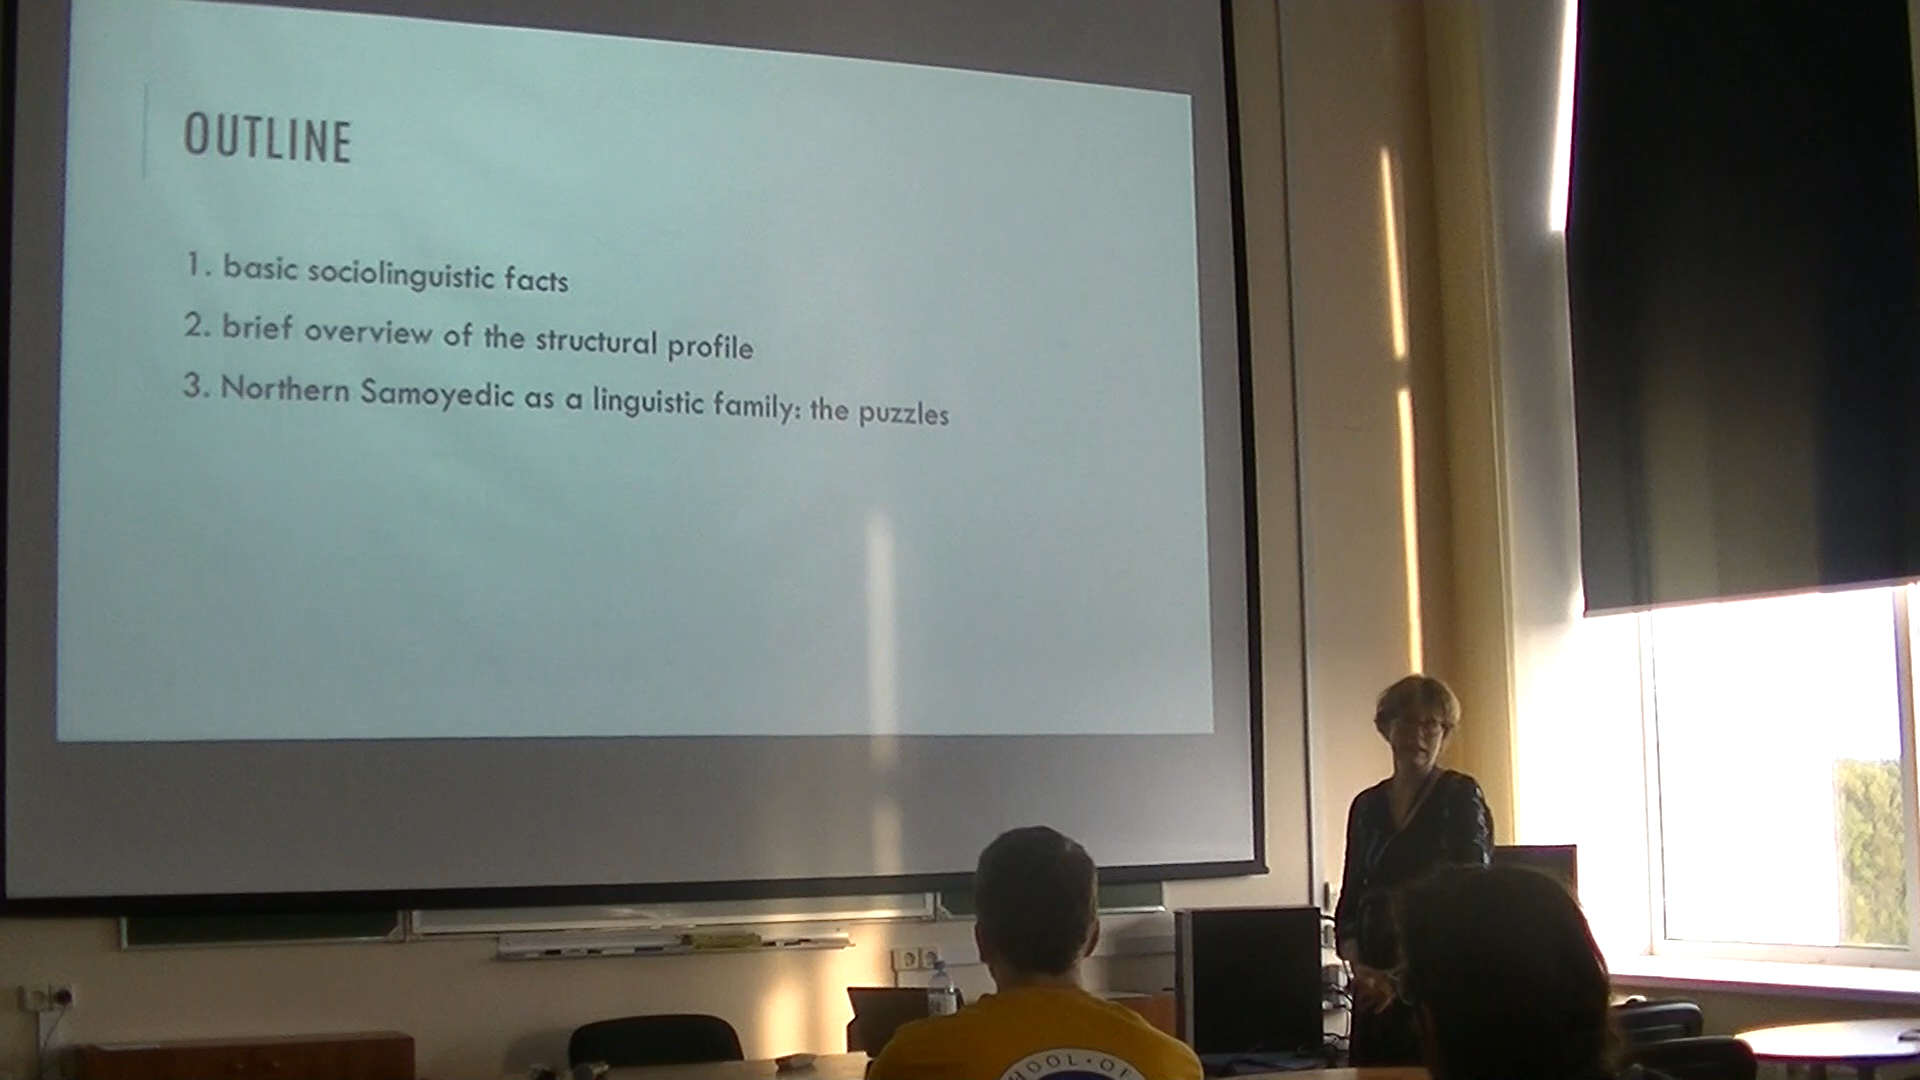 OUTLINE
1. basic sociolinguistic facts
2. brief overview of the structural profile
3. Northern Samoyedic as a linguistic family: the puzzles